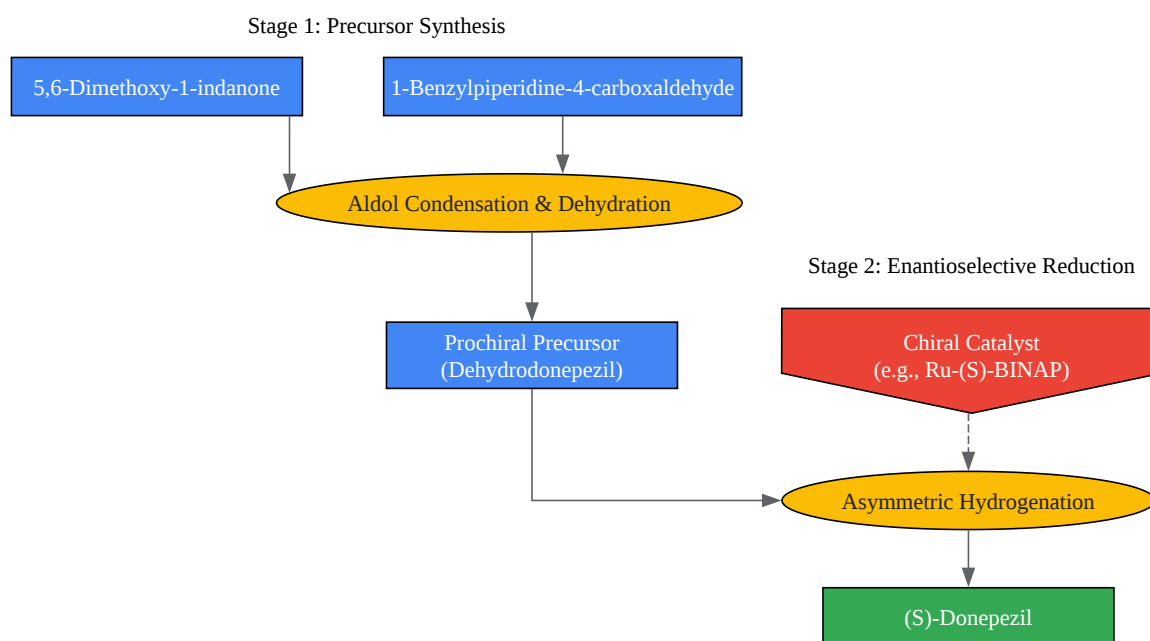 Stage 1: Precursor Synthesis
5,6-Dimethoxy-1-indanone
1-Benzylpiperidine-4-carboxaldehyde
Aldol Condensation & Dehydration
Stage 2: Enantioselective Reduction
Prochiral Precursor
(Dehydrodonepezil)
Chiral Catalyst
(e.g., Ru-(S)-BINAP)
Asymmetric Hydrogenation
(S)-Donepezil